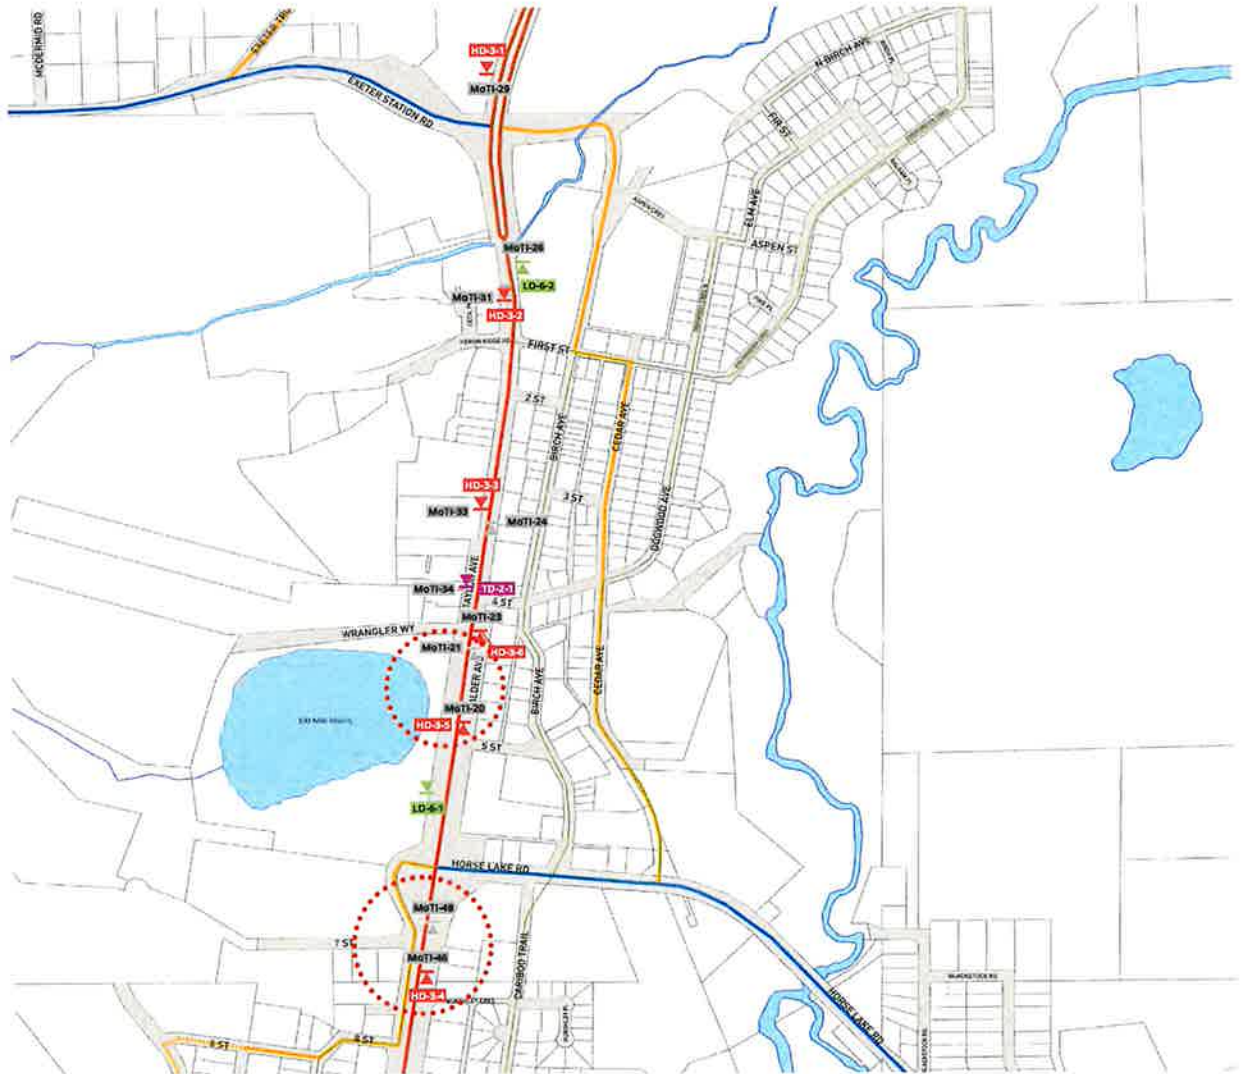 MCDERMID RD
HD-3-1
MoTI-29
EXETER STATION RD
N BIRCH AVE
FIR ST
ELM AVE
ASPEN ST
MoTI-26
LD-6-2
MoTI-31
HD-3-2
FIRST ST
2 ST
BIRCH AVE
CEDAR AVE
HD-3-3
MoTI-33
MoTI-24
3 ST
DOGWOOD AVE
MoTI-34
TD-2-1
TAYLOR AVE
4 ST
MoTI-23
WRANGLER WY
MoTI-21
HD-3-6
ALDER AVE
BIRCH AVE
CEDAR AVE
MoTI-20
HD-3-5
5 ST
LD-6-1
HORSE LAKE RD
MoTI-48
7 ST
MoTI-46
HD-3-4
CARIBOO TRAIL
BLACKSTOCK RD
HORSE LAKE RD
8 ST
8 ST